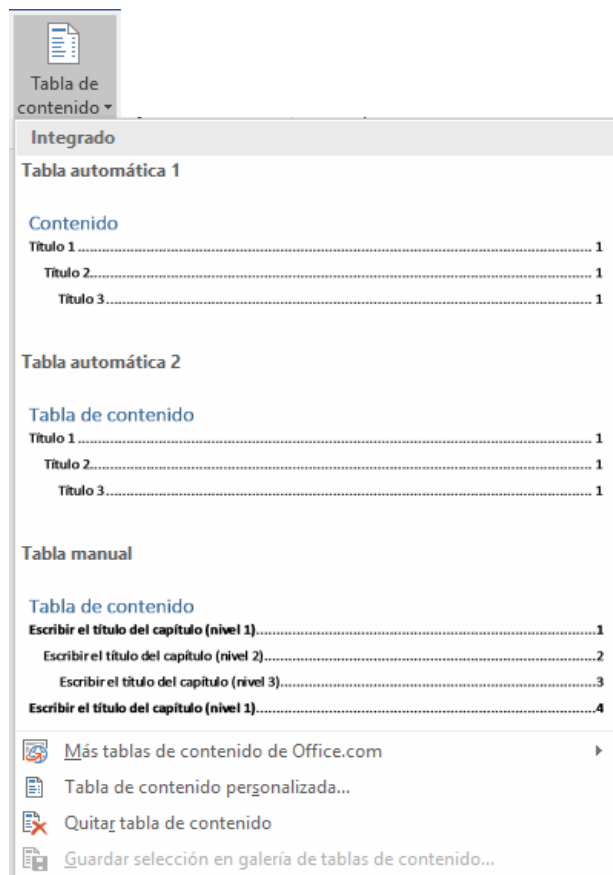 Tabla de
contenido
Integrado
Tabla automática 1
Contenido
Título 1........................................................................................................................ 1
Título 2........................................................................................................................ 1
Título 3........................................................................................................................ 1
Tabla automática 2
Tabla de contenido
Título 1........................................................................................................................ 1
Título 2........................................................................................................................ 1
Título 3........................................................................................................................ 1
Tabla manual
Tabla de contenido
Escribir el título del capítulo (nivel 1)........................................................................1
Escribir el título del capítulo (nivel 2)........................................................................2
Escribir el título del capítulo (nivel 3)........................................................................3
Escribir el título del capítulo (nivel 1)........................................................................4
Más tablas de contenido de Office.com
Tabla de contenido personalizada...
Quitar tabla de contenido
Guardar selección en galería de tablas de contenido...